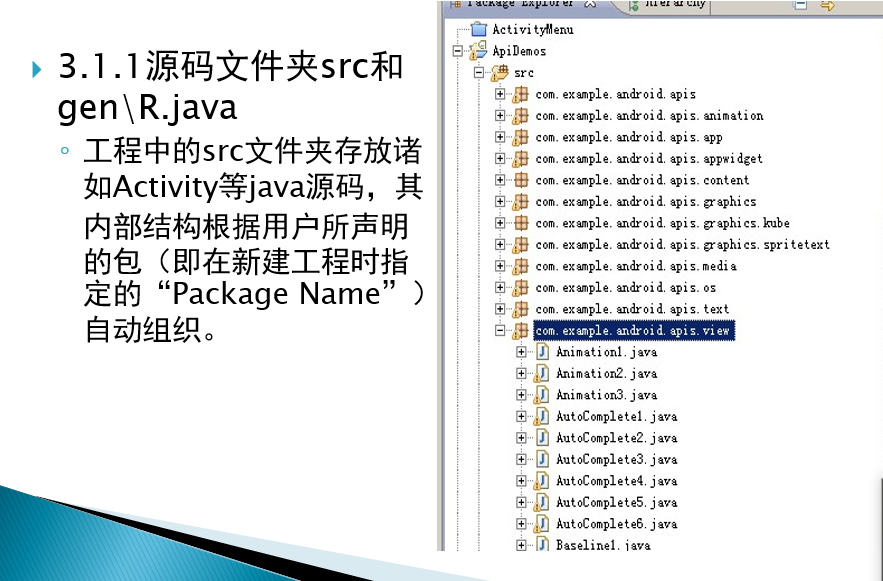 3.1.1源码文件夹src和
gen\R.java
工程中的src文件夹存放诸
如Activity等java源码，其
内部结构根据用户所声明
的包（即在新建工程时指
定的“Package Name”）
自动组织。
Package Explorer
Hierarchy
ActivityMenu
ApiDemos
src
com.example.android.apis
com.example.android.apis.animation
com.example.android.apis.app
com.example.android.apis.appwidget
com.example.android.apis.content
com.example.android.apis.graphics
com.example.android.apis.graphics.kube
com.example.android.apis.graphics.spritetext
com.example.android.apis.media
com.example.android.apis.os
com.example.android.apis.text
com.example.android.apis.view
Animation1.java
Animation2.java
Animation3.java
AutoComplete1.java
AutoComplete2.java
AutoComplete3.java
AutoComplete4.java
AutoComplete5.java
AutoComplete6.java
Baseline1.java